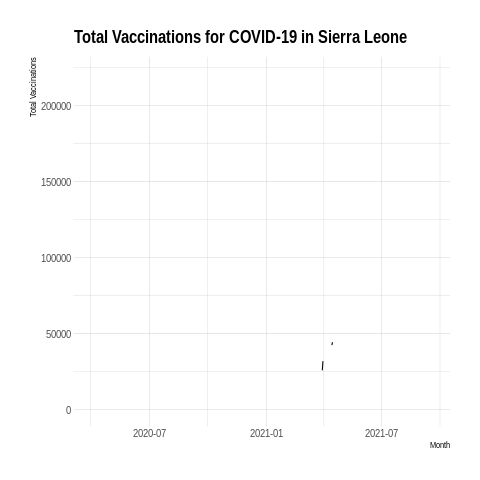 Total Vaccinations for COVID-19 in Sierra Leone
Total Vaccinations
200000
150000
100000
50000
0
2020-07
2021-01
2021-07
Month